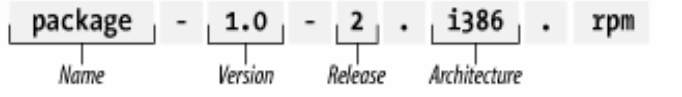 package - 1.0 - 2 . i386 . rpm
Name Version Release Architecture